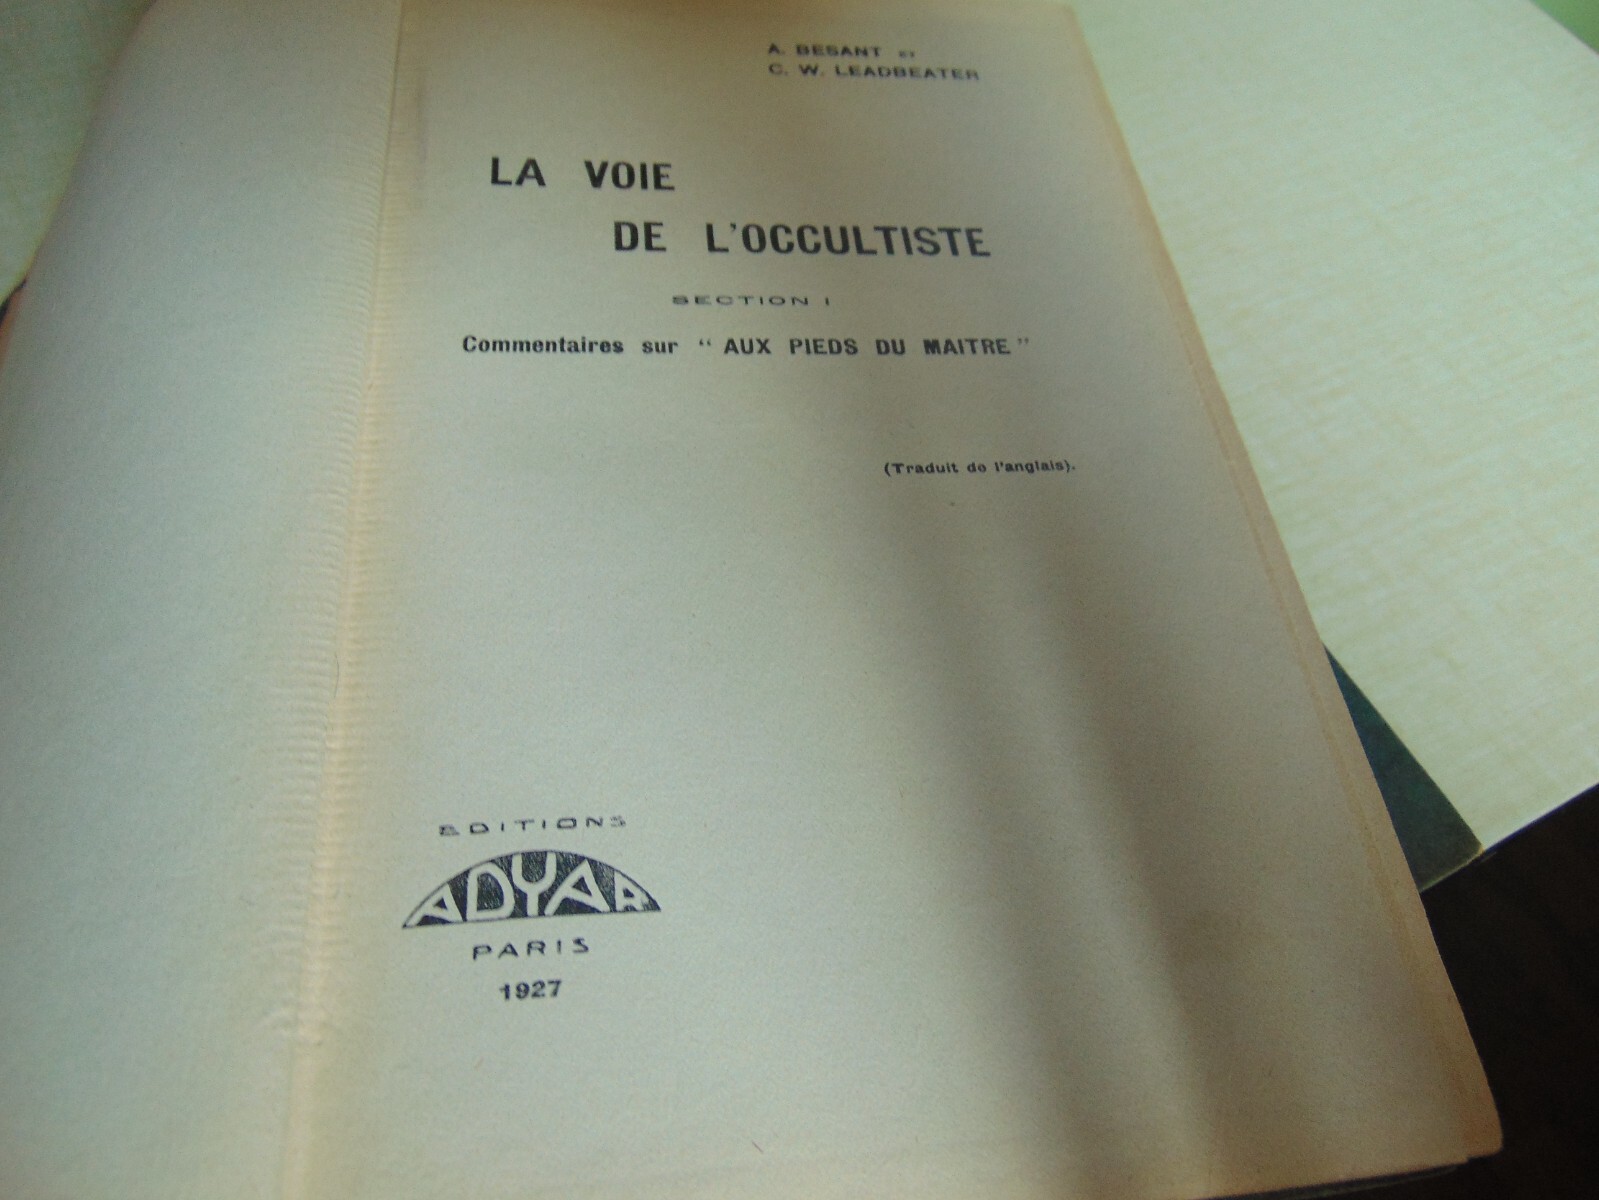 A. BESANT et
C. W. LEADBEATER
LA VOIE
DE L'OCCULTISTE
SECTION I
Commentaires sur “ AUX PIEDS DU MAITRE ”
(Traduit de l'anglais).
EDITIONS
ADYAR
PARIS
1927